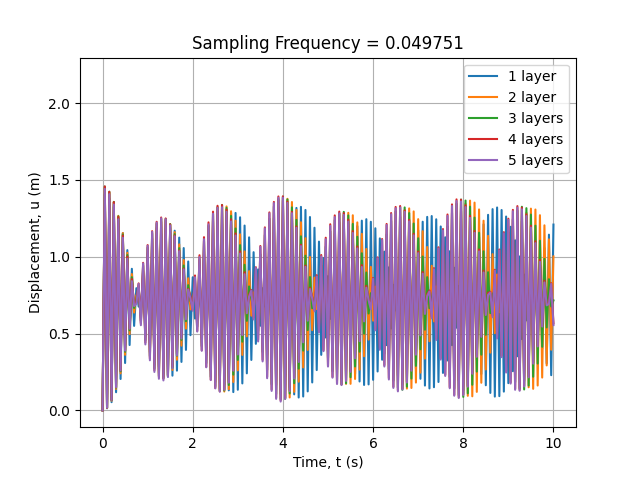 Sampling Frequency = 0.049751
1 layer
2 layer
3 layers
4 layers
5 layers
Displacement, u (m)
2.0
1.5
1.0
0.5
0.0
0 2 4 6 8 10
Time, t (s)